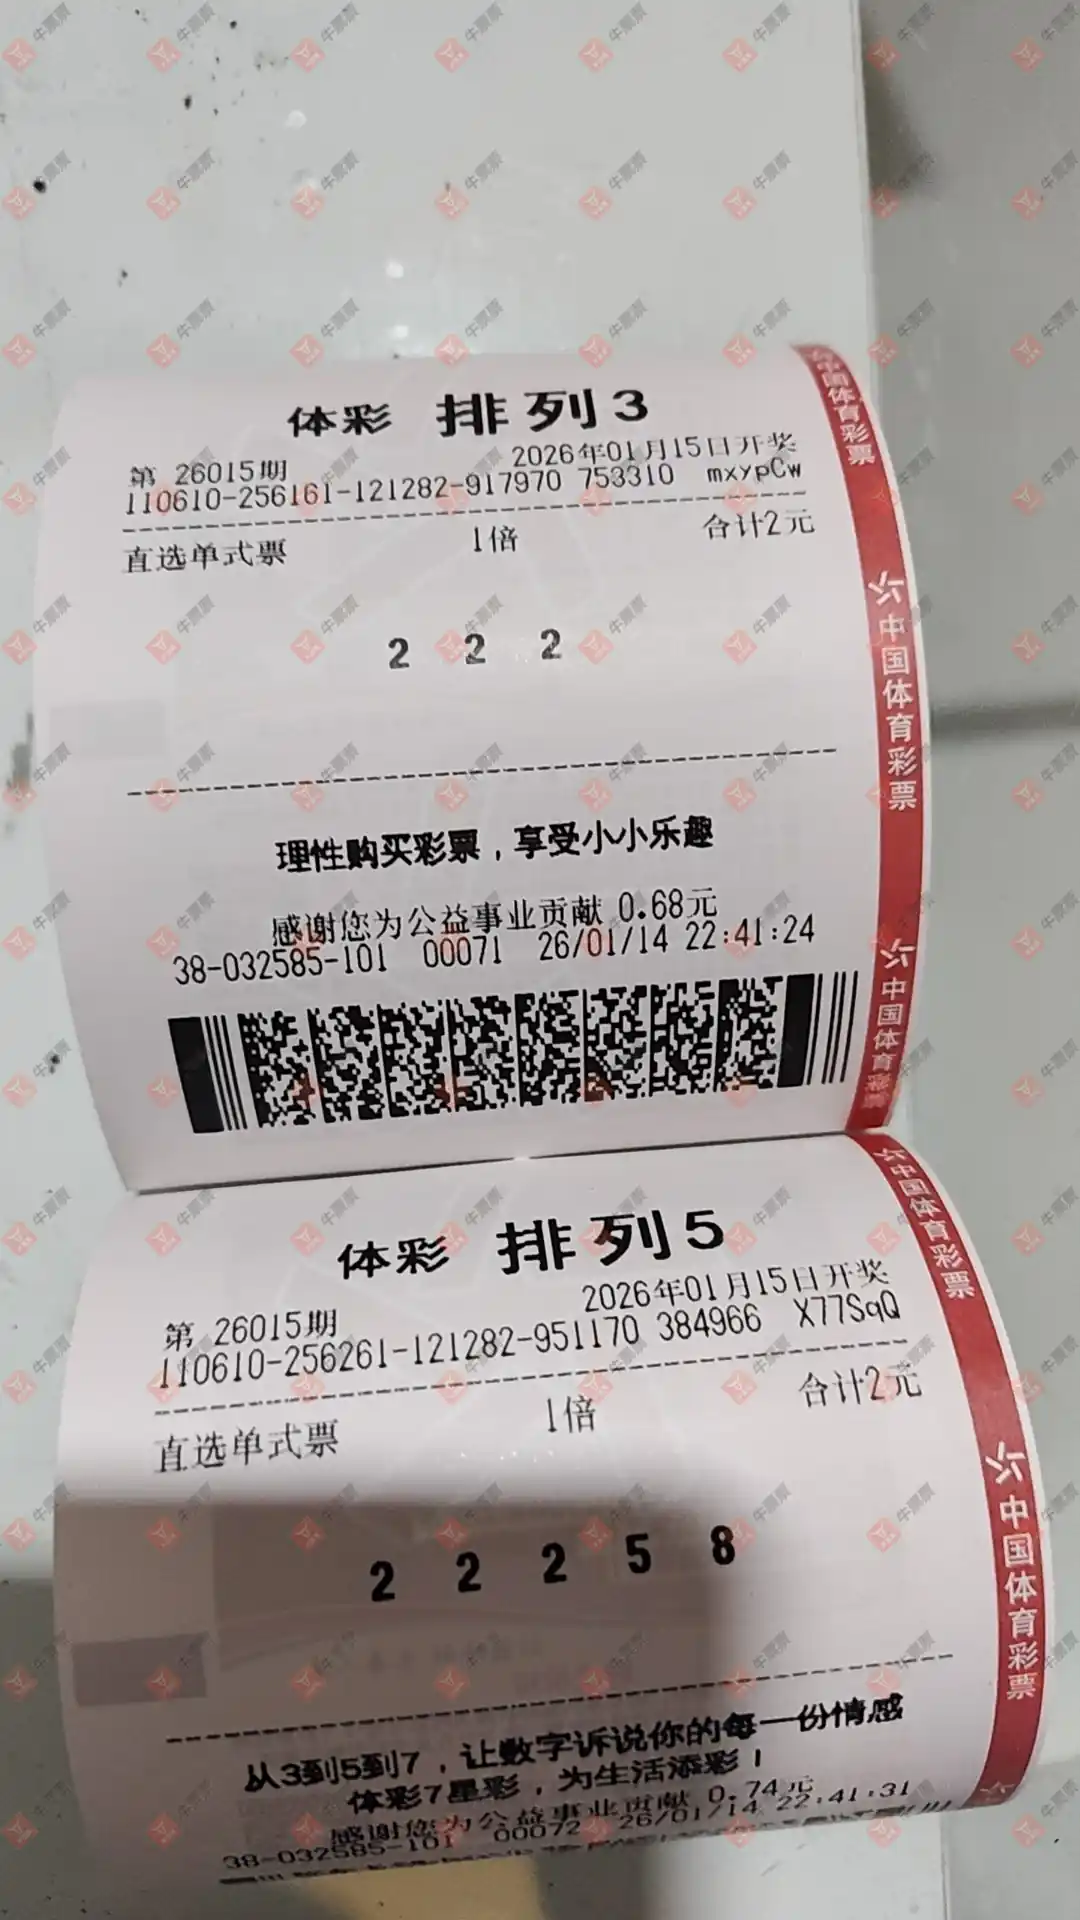 体彩 排列3
第 26015期 2026年01月15日开奖
110610-256161-121282-917970 753310 mxypCw
直选单式票 1倍 合计2元
2 2 2
理性购买彩票，享受小小乐趣
感谢您为公益事业贡献 0.68元
38-032585-101 00071 26/01/14 22:41:24
中国体育彩票
中国体育彩票
中国体育彩票
体彩 排列5
第 26015期 2026年01月15日开奖
110610-256261-121282-951170 384966 X77SqQ
直选单式票 1倍 合计2元
2 2 2 5 8
从3到5到7，让数字诉说你的每一份情感
体彩7星彩，为生活添彩！
感谢您为公益事业贡献 0.74元
38-032585-101 00072 26/01/14 22:41:31
中国体育彩票
中国体育彩票
牛票票